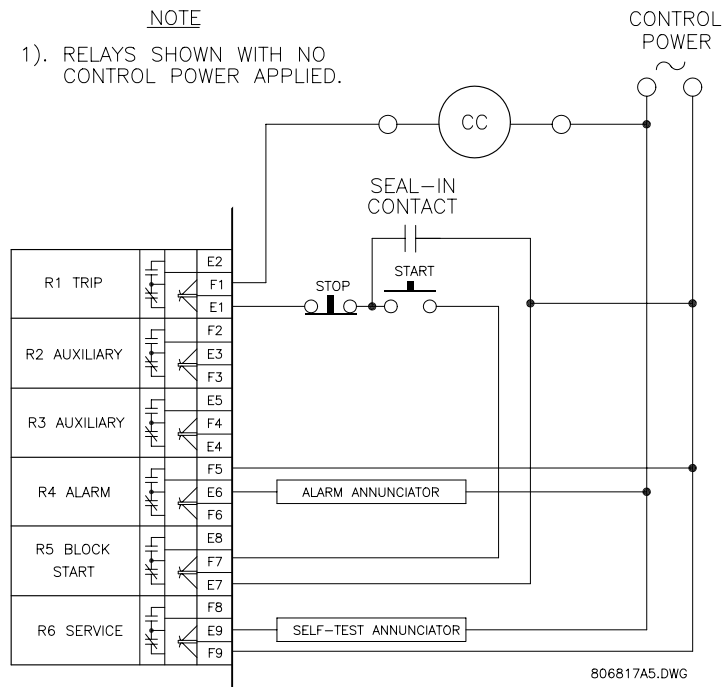 NOTE
1). RELAYS SHOWN WITH NO
CONTROL POWER APPLIED.
CONTROL
POWER
CC
SEAL-IN
CONTACT
STOP
START
R1 TRIP
E2
F1
E1
R2 AUXILIARY
F2
E3
F3
R3 AUXILIARY
E5
F4
E4
R4 ALARM
F5
E6
F6
ALARM ANNUNCIATOR
R5 BLOCK
START
E8
F7
E7
R6 SERVICE
F8
E9
F9
SELF-TEST ANNUNCIATOR
806817A5.DWG